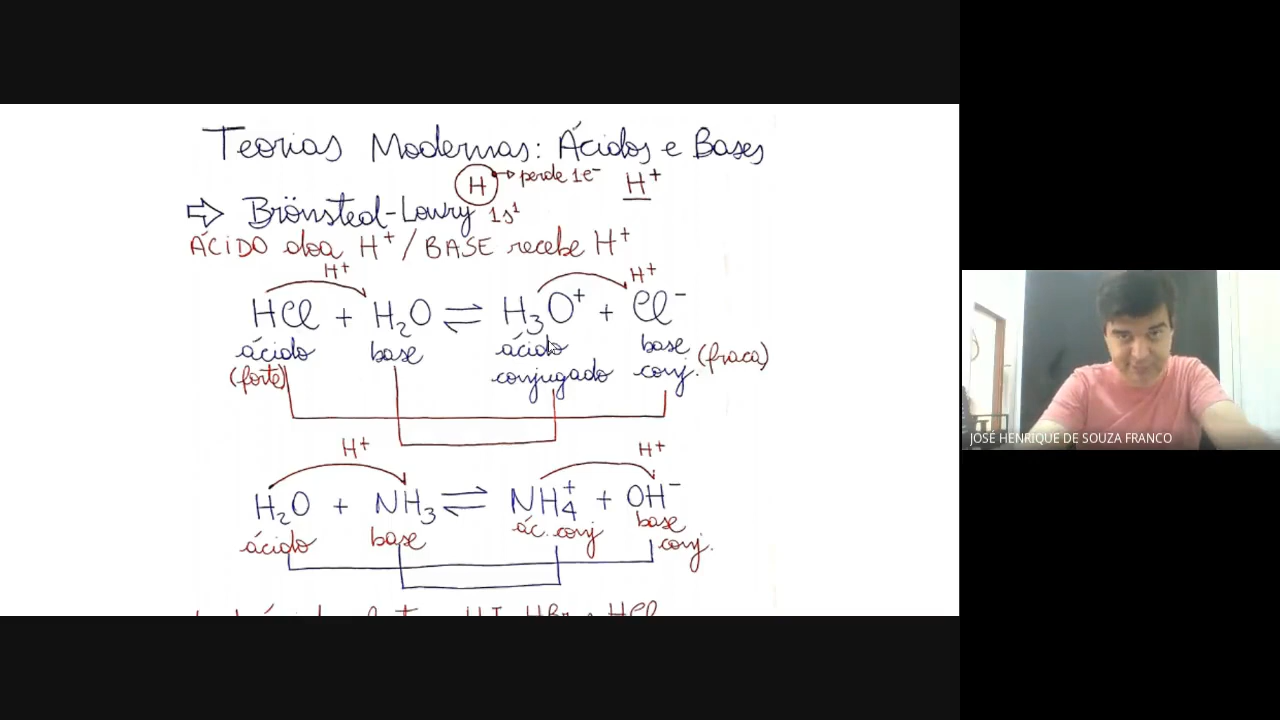 Teorias Modernas: Ácidos e Bases
H → perde 1e⁻ H⁺
⇨ Brönsted-Lowry 1s¹
ÁCIDO doa H⁺ / BASE recebe H⁺
H⁺ H⁺
HCl + H₂O ⇌ H₃O⁺ + Cl⁻
ácido base ácido base
(forte) conjugado conj. (fraca)
H⁺ H⁺
H₂O + NH₃ ⇌ NH₄⁺ + OH⁻
ácido base ác. conj base
conj.
JOSÉ HENRIQUE DE SOUZA FRANCO